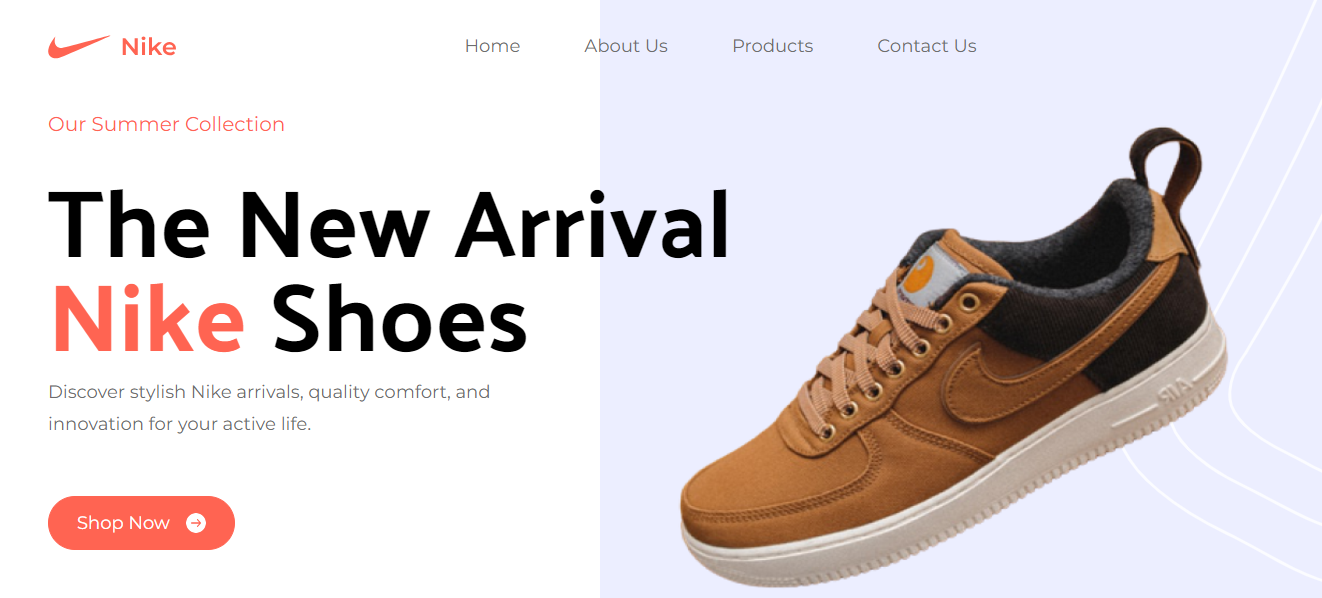 Nike
Home About Us Products Contact Us
Our Summer Collection
The New Arrival
Nike Shoes
Discover stylish Nike arrivals, quality comfort, and
innovation for your active life.
Shop Now
AIR